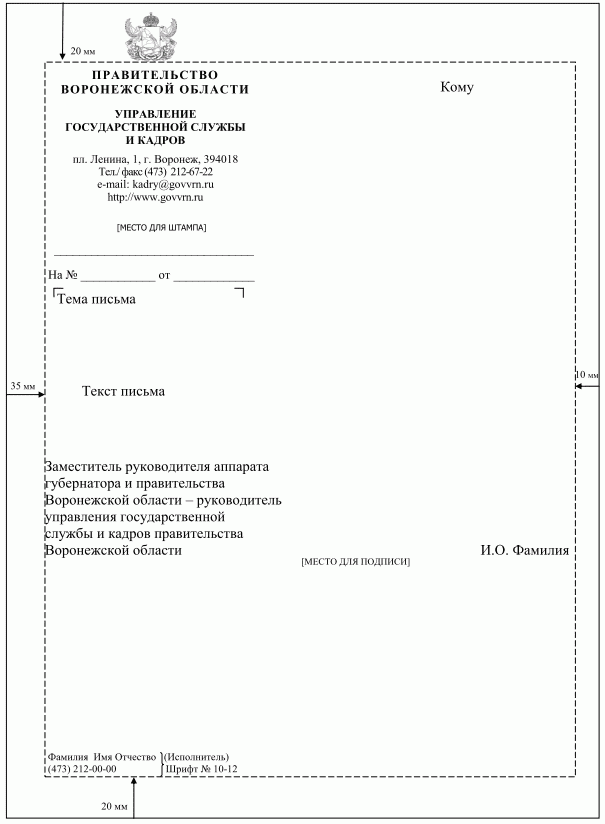 20 мм
ПРАВИТЕЛЬСТВО
ВОРОНЕЖСКОЙ ОБЛАСТИ
Кому
УПРАВЛЕНИЕ
ГОСУДАРСТВЕННОЙ СЛУЖБЫ
И КАДРОВ
пл. Ленина, 1, г. Воронеж, 394018
Тел./ факс (473) 212-67-22
e-mail: kadry@govvrn.ru
http://www.govvrn.ru
[МЕСТО ДЛЯ ШТАМПА]
На № ____________ от _____________
Тема письма
10 мм
35 мм
Текст письма
Заместитель руководителя аппарата
губернатора и правительства
Воронежской области – руководитель
управления государственной
службы и кадров правительства
Воронежской области И.О. Фамилия
[МЕСТО ДЛЯ ПОДПИСИ]
Фамилия Имя Отчество (Исполнитель)
(473) 212-00-00 Шрифт № 10-12
20 мм